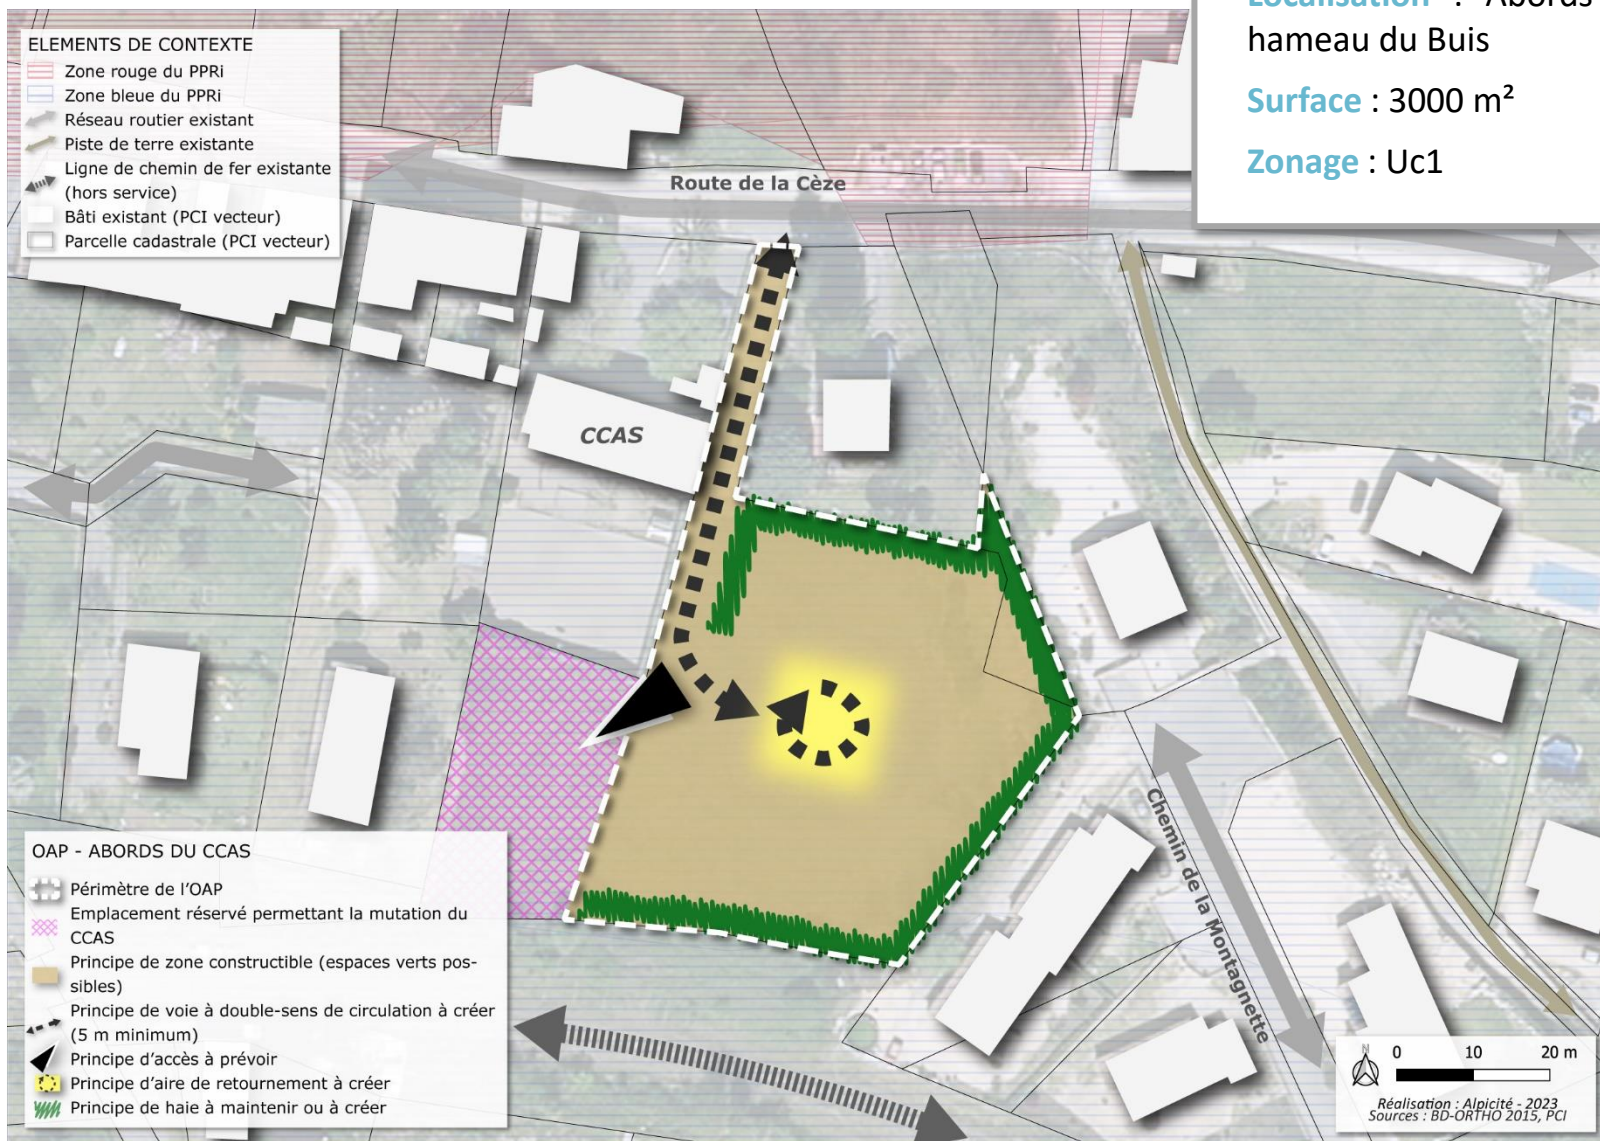 Localisation : Abords
hameau du Buis
Surface : 3000 m²
Zonage : Uc1
ELEMENTS DE CONTEXTE
Zone rouge du PPRi
Zone bleue du PPRi
Réseau routier existant
Piste de terre existante
Ligne de chemin de fer existante
(hors service)
Bâti existant (PCI vecteur)
Parcelle cadastrale (PCI vecteur)
Route de la Cèze
CCAS
Chemin de la Montagnette
OAP - ABORDS DU CCAS
Périmètre de l'OAP
Emplacement réservé permettant la mutation du
CCAS
Principe de zone constructible (espaces verts pos-
sibles)
Principe de voie à double-sens de circulation à créer
(5 m minimum)
Principe d'accès à prévoir
Principe d'aire de retournement à créer
Principe de haie à maintenir ou à créer
N
0 10 20 m
Réalisation : Alpicité - 2023
Sources : BD-ORTHO 2015, PCI